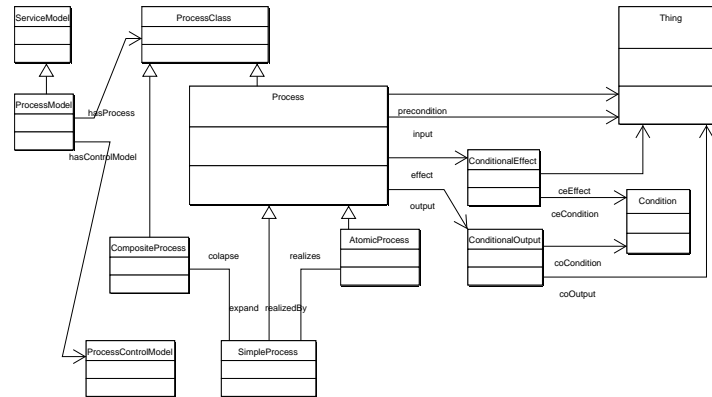 ServiceModel
ProcessClass
Thing
ProcessModel
Process
hasProcess
precondition
input
hasControlModel
ConditionalEffect
effect
ceEffect
Condition
output
ceCondition
CompositeProcess
colapse
realizes
AtomicProcess
ConditionalOutput
coCondition
coOutput
expand
realizedBy
ProcessControlModel
SimpleProcess